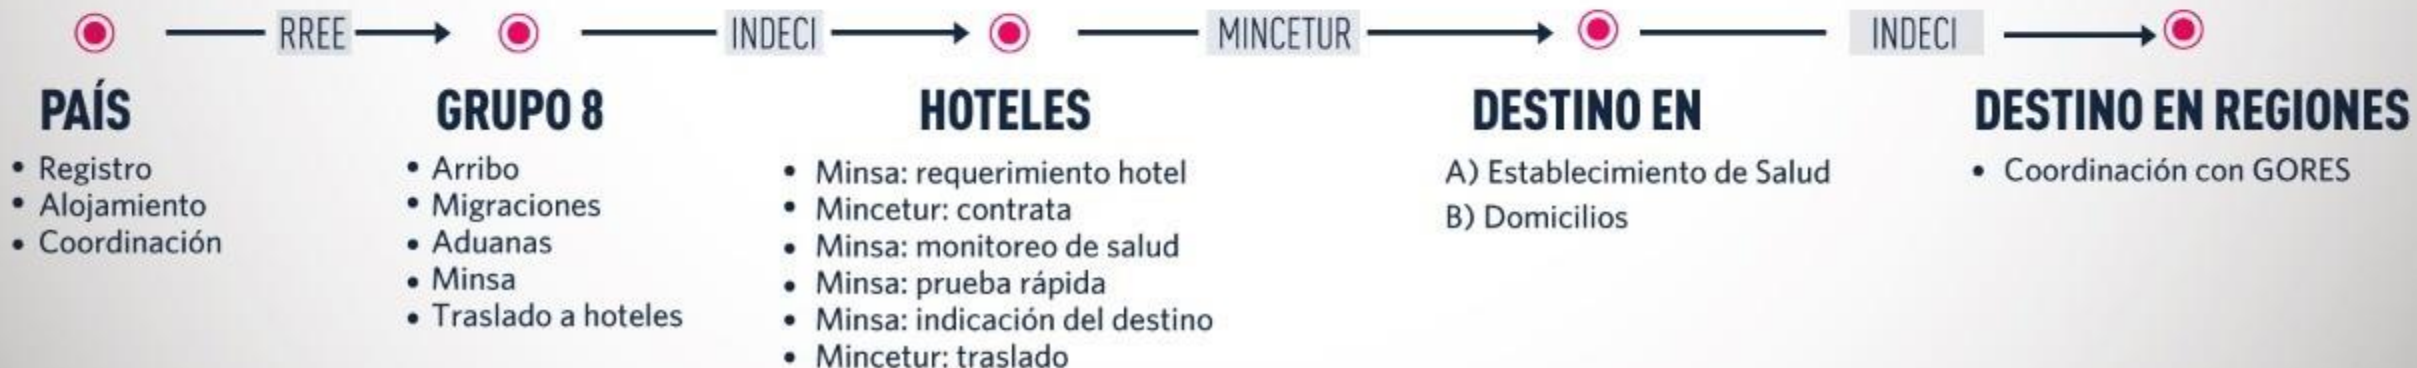 RREE
INDECI
MINCETUR
INDECI
PAÍS
• Registro
• Alojamiento
• Coordinación
GRUPO 8
• Arribo
• Migraciones
• Aduanas
• Minsa
• Traslado a hoteles
HOTELES
• Minsa: requerimiento hotel
• Mincetur: contrata
• Minsa: monitoreo de salud
• Minsa: prueba rápida
• Minsa: indicación del destino
• Mincetur: traslado
DESTINO EN
A) Establecimiento de Salud
B) Domicilios
DESTINO EN REGIONES
• Coordinación con GORES